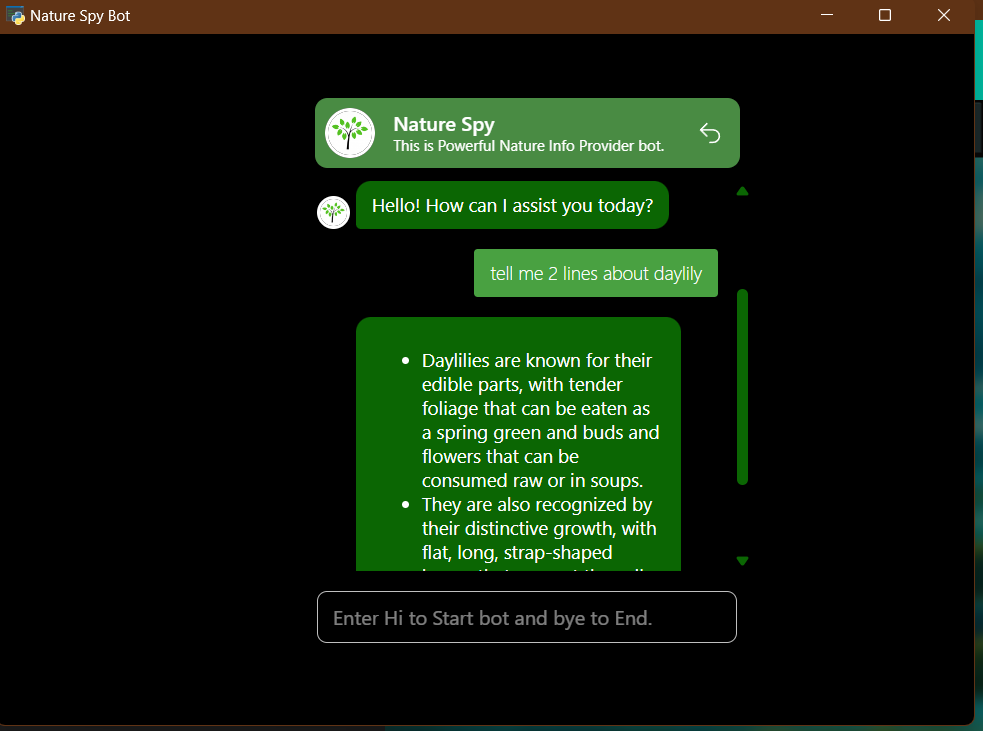 Nature Spy Bot
Nature Spy
This is Powerful Nature Info Provider bot.
Hello! How can I assist you today?
tell me 2 lines about daylily
• Daylilies are known for their
edible parts, with tender
foliage that can be eaten as
a spring green and buds and
flowers that can be
consumed raw or in soups.
• They are also recognized by
their distinctive growth, with
flat, long, strap-shaped
Enter Hi to Start bot and bye to End.